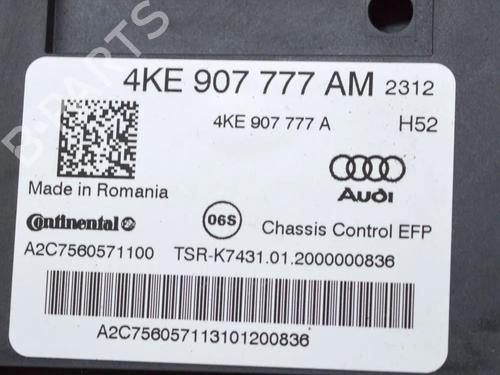 4KE 907 777 AM 2312
4KE 907 777 A H52
Made in Romania
Audi
Continental 06S Chassis Control EFP
A2C7560571100 TSR-K7431.01.2000000836
A2C756057113101200836
B-PARTS